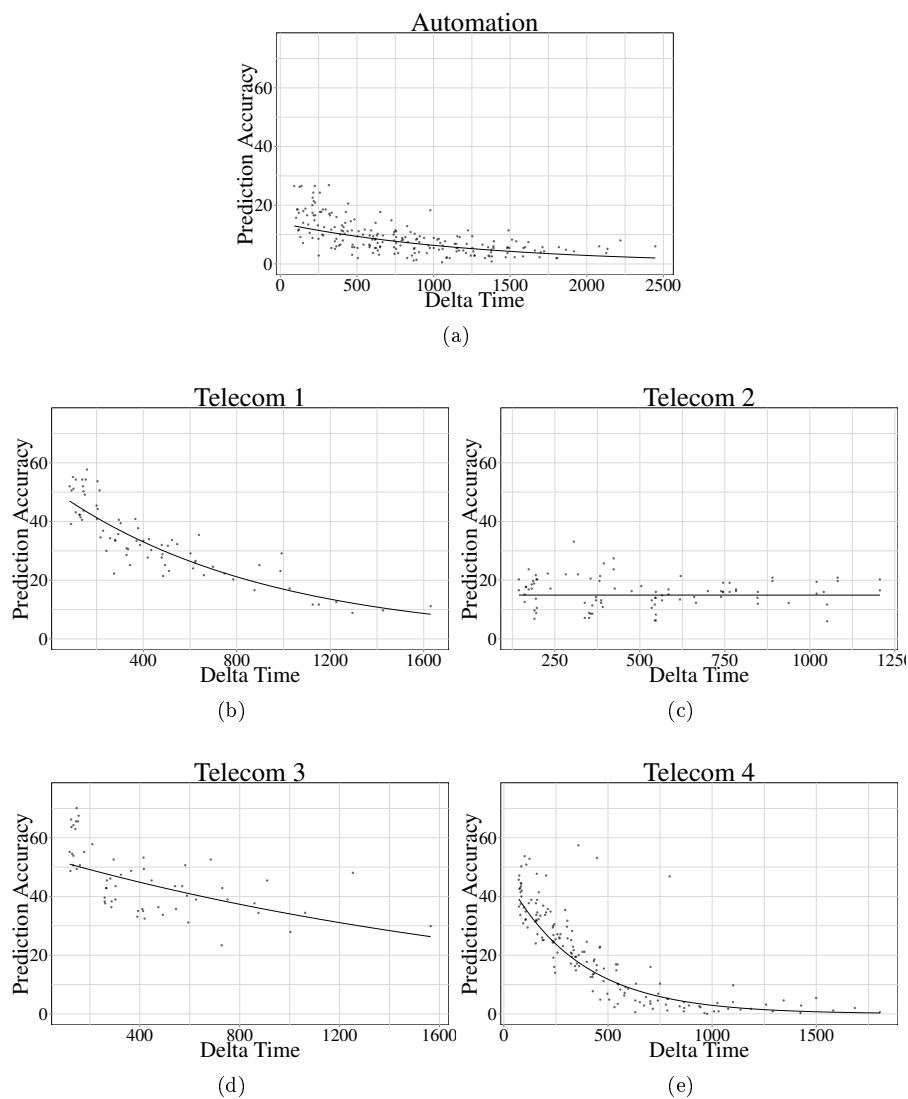 Automation
Prediction Accuracy
60
40
20
0
0 500 1000 1500 2000 2500
Delta Time
(a)
Telecom 1
Prediction Accuracy
60
40
20
0
400 800 1200 1600
Delta Time
(b)
Telecom 2
Prediction Accuracy
60
40
20
0
250 500 750 1000 1250
Delta Time
(c)
Telecom 3
Prediction Accuracy
60
40
20
0
400 800 1200 1600
Delta Time
(d)
Telecom 4
Prediction Accuracy
60
40
20
0
0 500 1000 1500
Delta Time
(e)